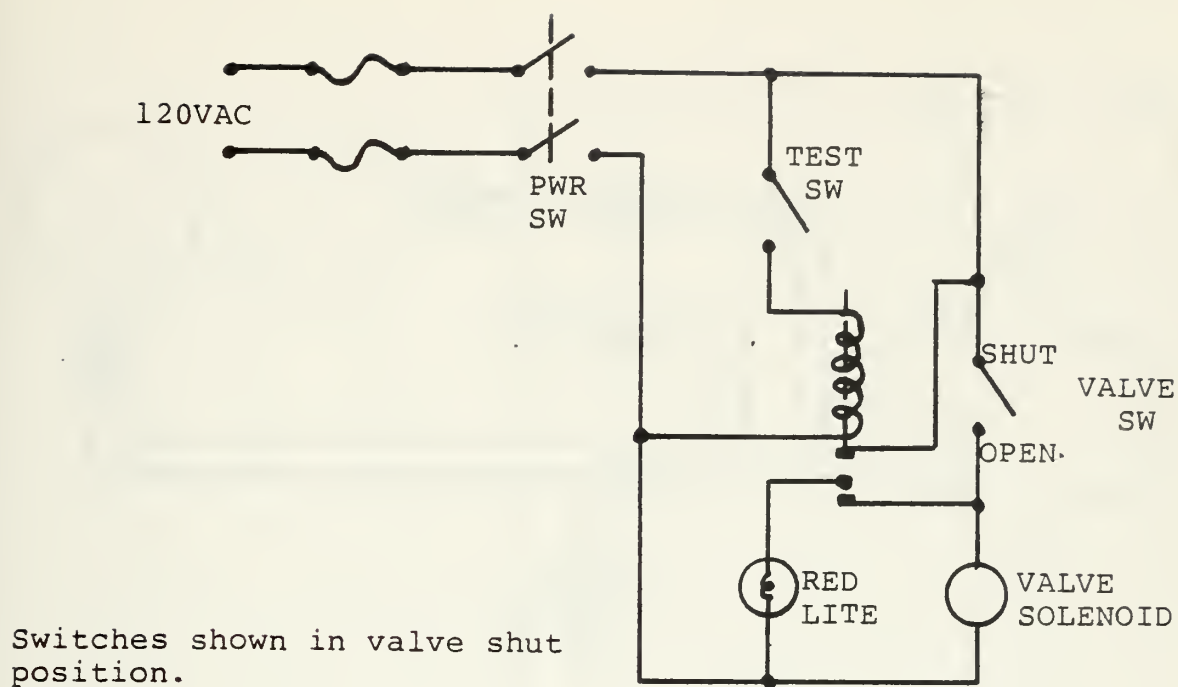 120VAC
PWR
SW
TEST
SW
SHUT
VALVE
SW
OPEN
RED
LITE
VALVE
SOLENOID
Switches shown in valve shut
position.